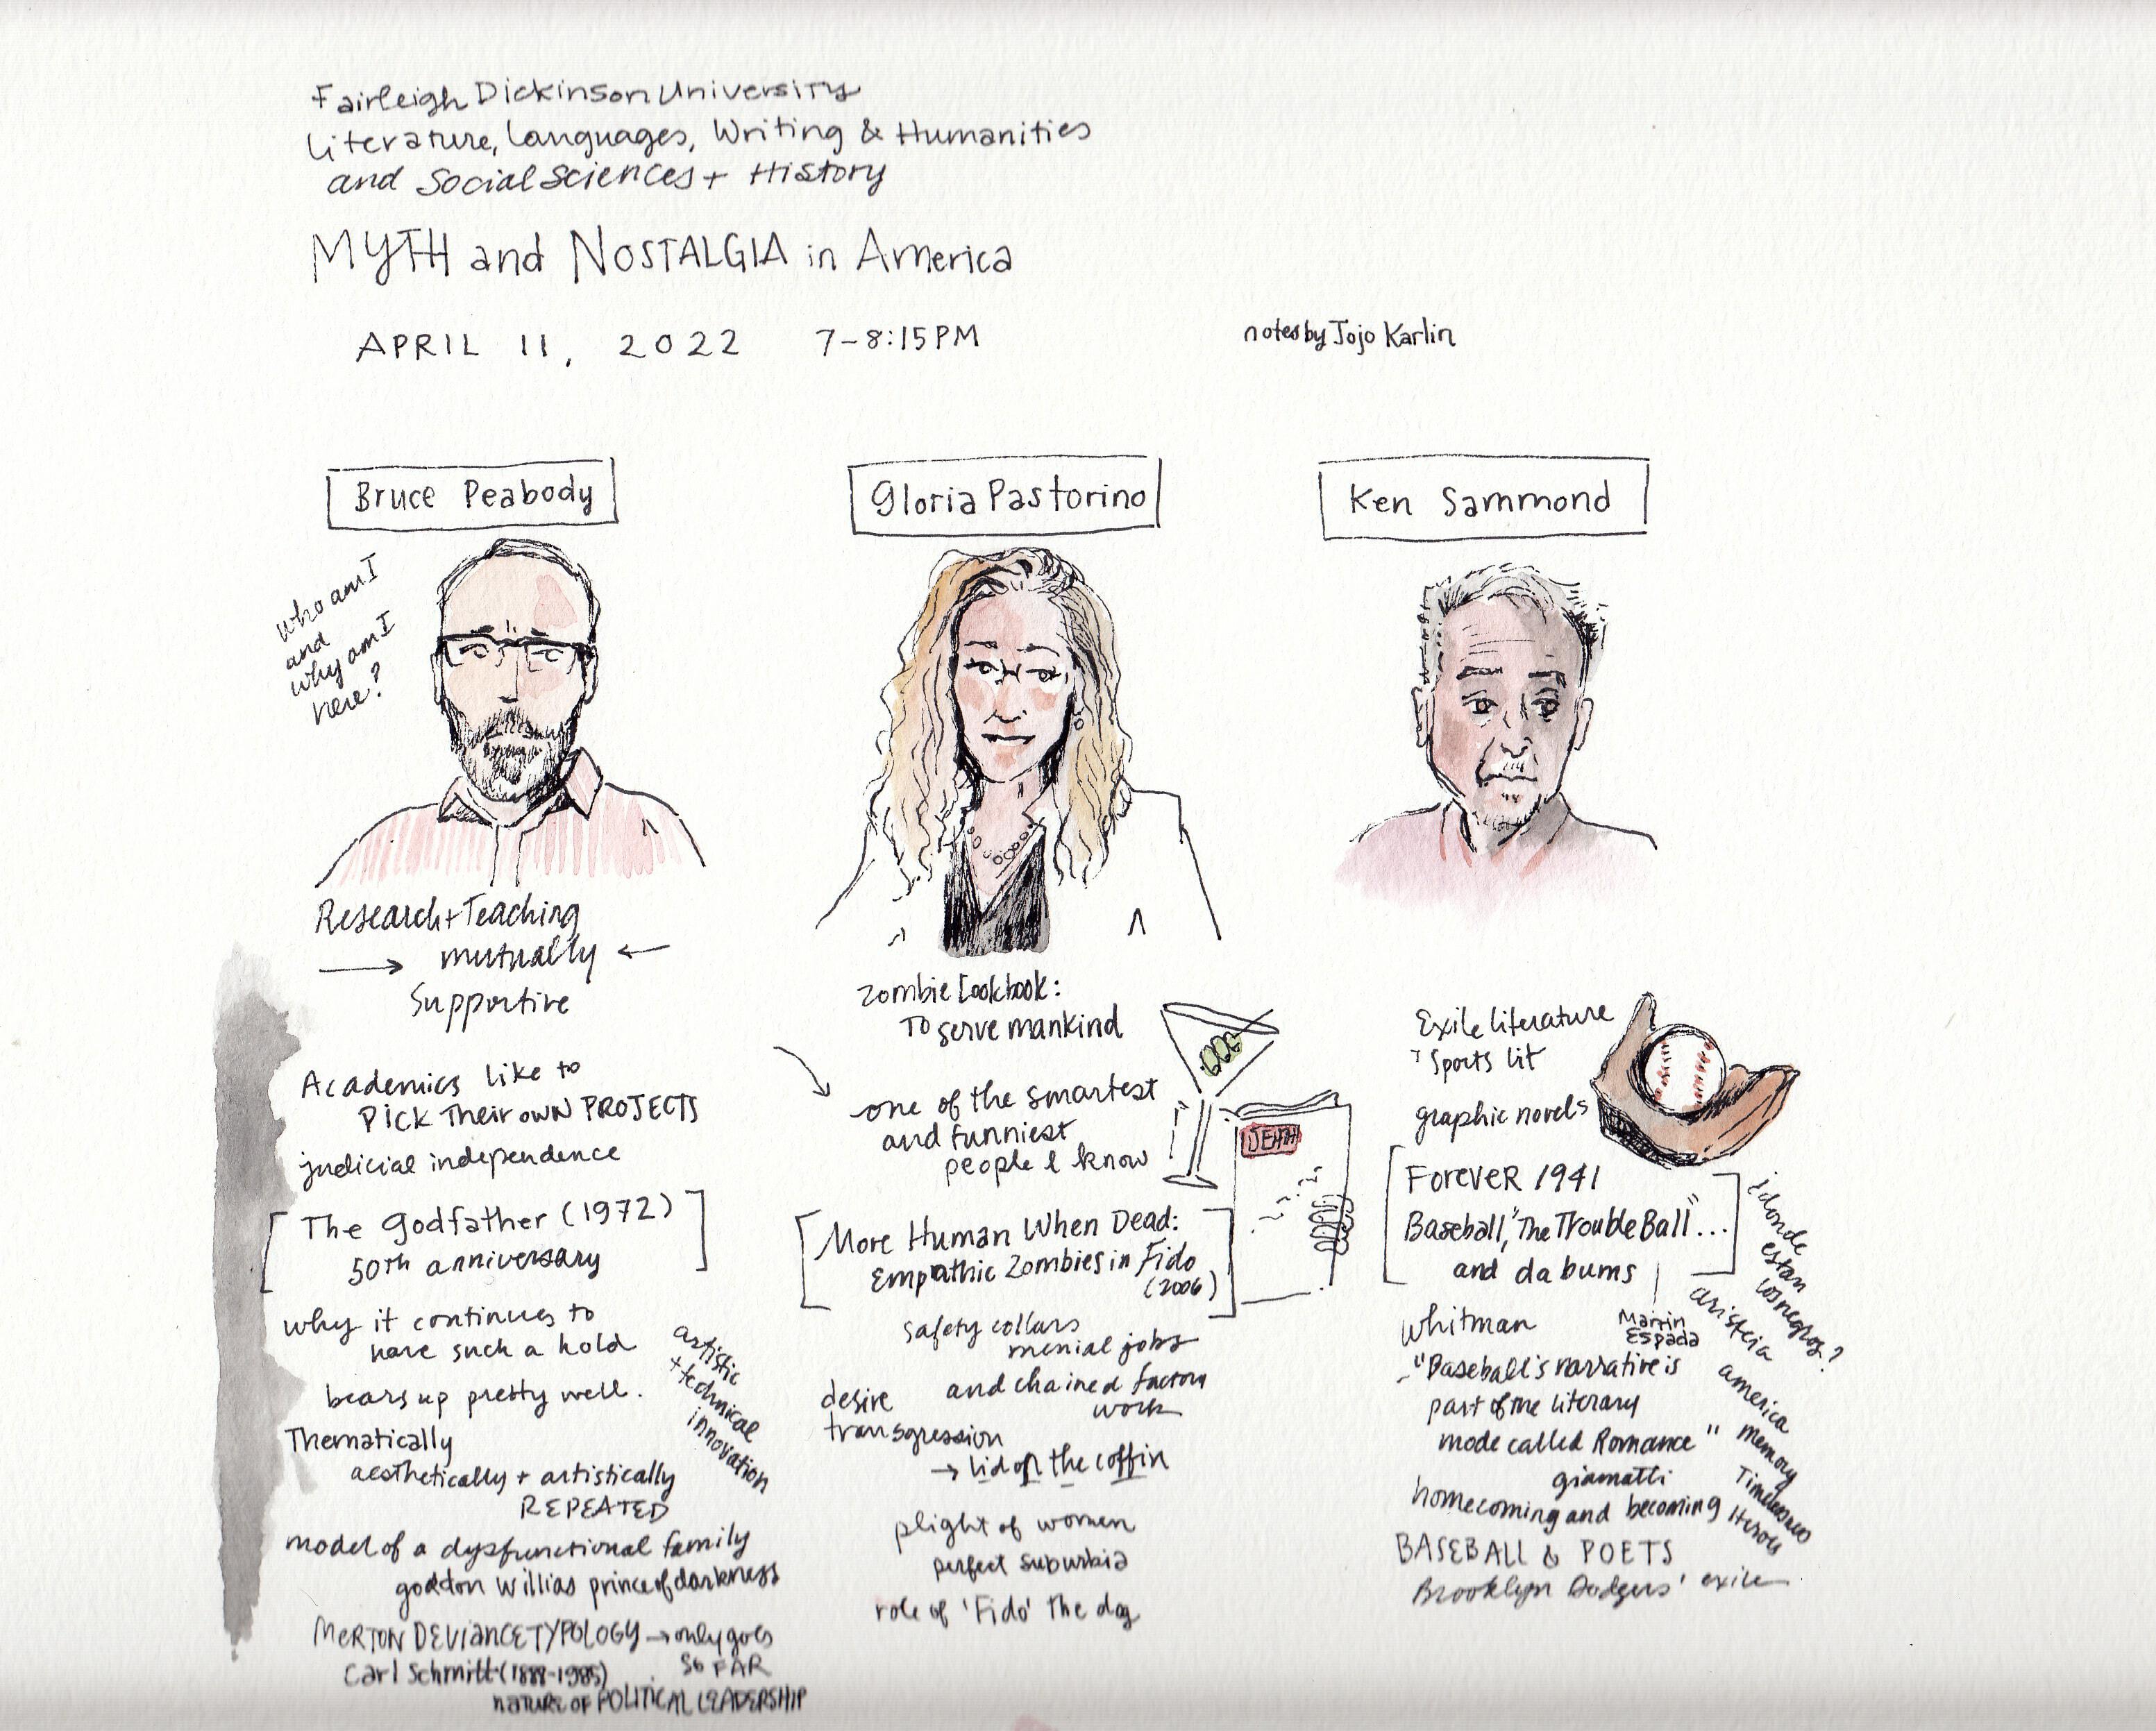 Fairleigh Dickinson University
Literature, Languages, Writing & Humanities
and Social Sciences + History
MYTH and NOSTALGIA in America
APRIL 11, 2022 7-8:15PM
notes by Jojo Karlin
Bruce Peabody
who am I
and
why am I
here?
Research + Teaching
→ mutually ←
Supportive
Academics like to
PICK Their own PROJECTS
judicial independence
[The Godfather (1972)
50th anniversary]
why it continues to
have such a hold
bears up pretty well.
artistic
+ technical
innovation
Thematically
aesthetically + artistically
REPEATED
model of a dysfunctional family
gordon willias prince of darkness
MERTON DEVIANCE TYPOLOGY → only goes
SO FAR
Carl Schmitt (1888-1985)
NATURE OF POLITICAL LEADERSHIP
Gloria Pastorino
Zombie Cookbook:
To serve mankind
one of the smartest
and funniest
people I know
[More Human When Dead:
Empathic Zombies in Fido
(2006)]
safety collars
menial jobs
and chained factory
work
desire
transgression
→ lid off the coffin
plight of women
perfect suburbia
role of 'Fido' the dog
Ken Sammond
Exile literature
Sports lit
graphic novels
[Forever 1941
Baseball, "The Trouble Ball"...
and da bums]
Martin
Espada
¿donde
estan
los negros?
Whitman
"Baseball's narrative is
part of the literary
mode called Romance"
giamatti
homecoming and becoming
aristeia
america
memory
Timelessness
Heroes
BASEBALL & POETS
Brooklyn Dodgers' exile